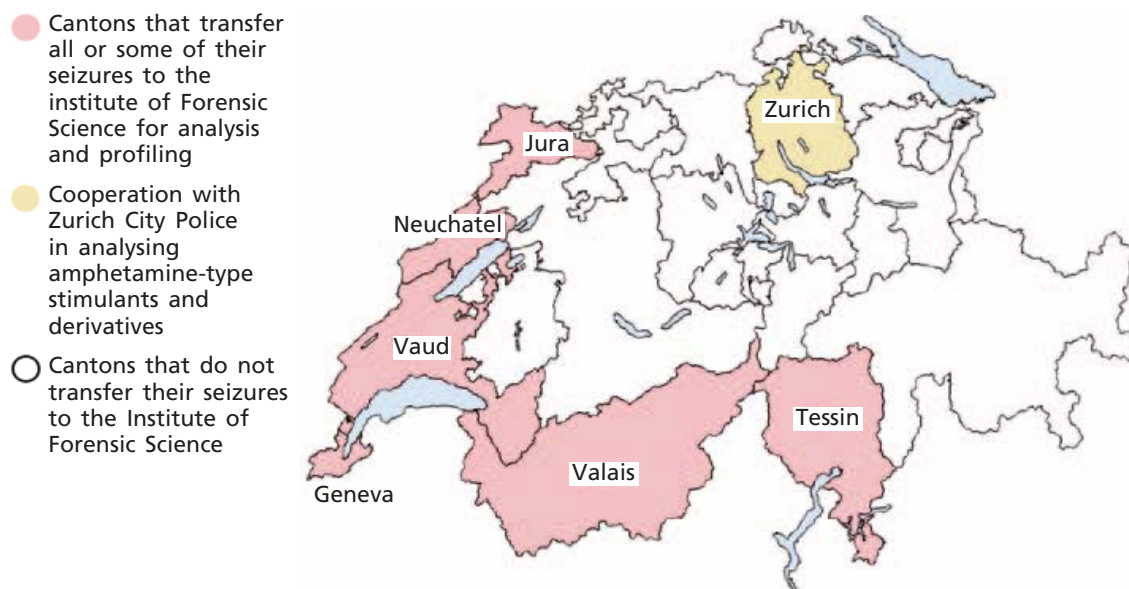 Cantons that transfer
all or some of their
seizures to the
institute of Forensic
Science for analysis
and profiling
Cooperation with
Zurich City Police
in analysing
amphetamine-type
stimulants and
derivatives
Cantons that do not
transfer their seizures
to the Institute of
Forensic Science
Zurich
Jura
Neuchatel
Vaud
Tessin
Valais
Geneva